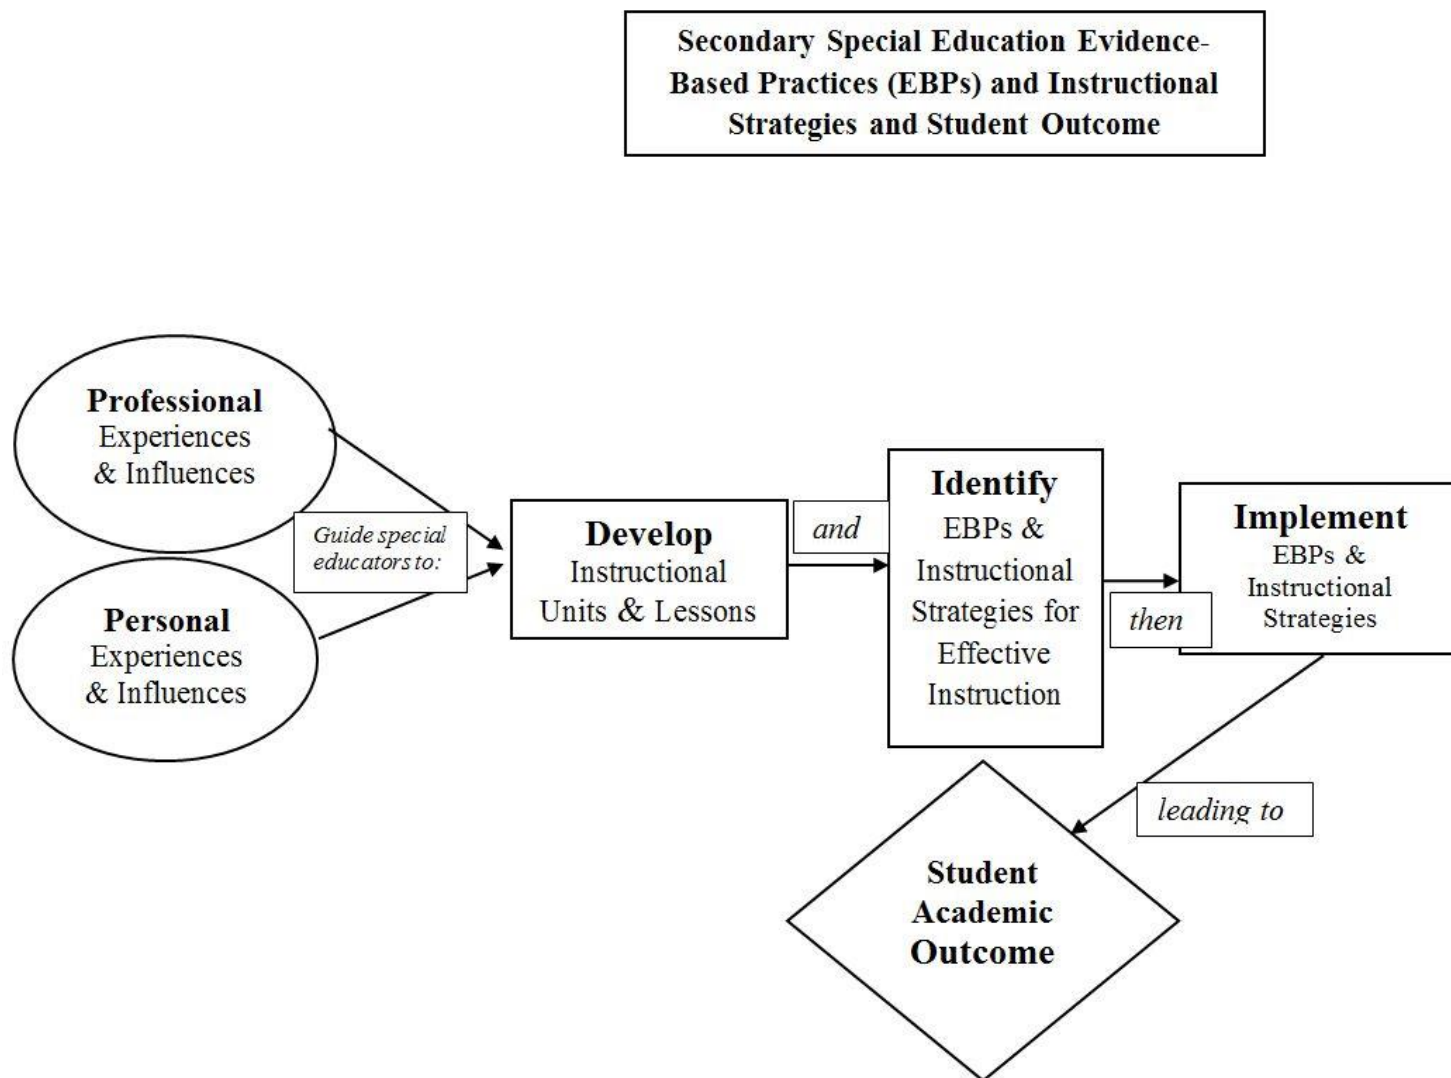 Secondary Special Education Evidence-
Based Practices (EBPs) and Instructional
Strategies and Student Outcome
Professional
Experiences
& Influences
Guide special
educators to:
Personal
Experiences
& Influences
Develop
Instructional
Units & Lessons
and
Identify
EBPs &
Instructional
Strategies for
Effective
Instruction
then
Implement
EBPs &
Instructional
Strategies
leading to
Student
Academic
Outcome